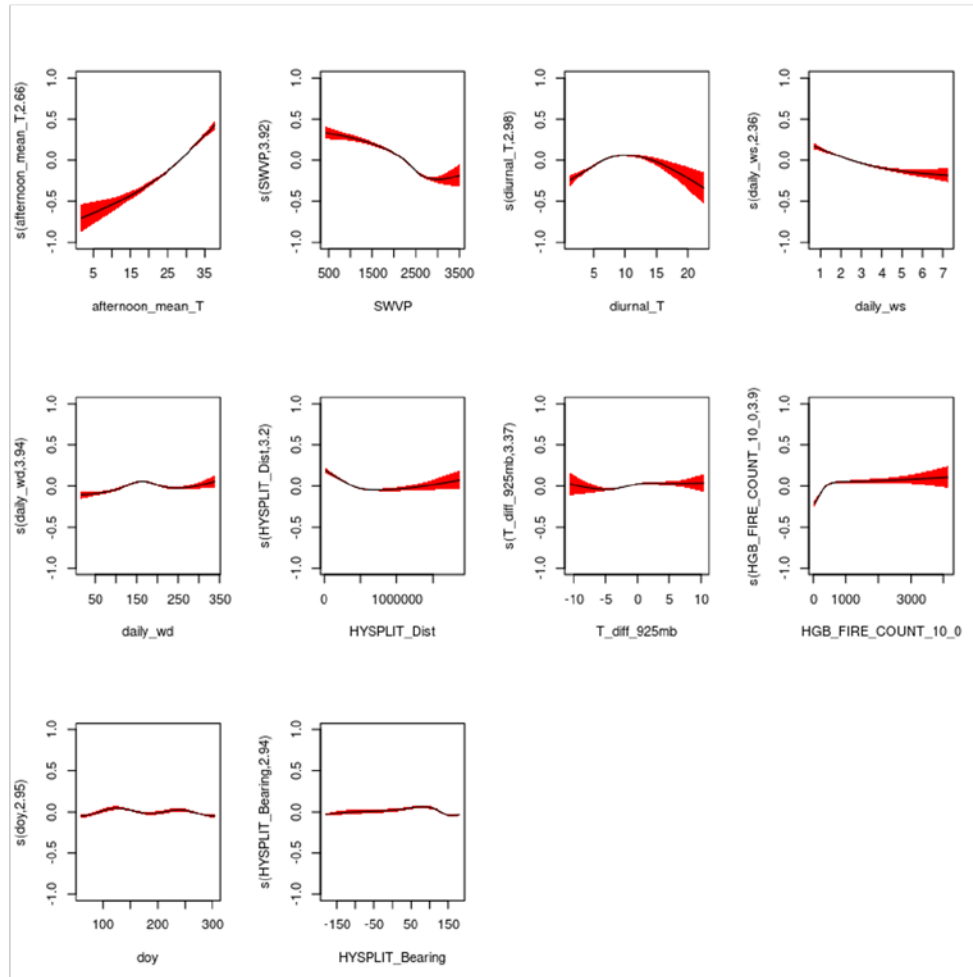 s(afternoon_mean_T,2.66)
1.0
0.5
0.0
-0.5
-1.0
5 15 25 35
afternoon_mean_T
s(SWVP,3.92)
1.0
0.5
0.0
-0.5
-1.0
500 1500 2500 3500
SWVP
s(diurnal_T,2.98)
1.0
0.5
0.0
-0.5
-1.0
5 10 15 20
diurnal_T
s(daily_ws,2.36)
1.0
0.5
0.0
-0.5
-1.0
1 2 3 4 5 6 7
daily_ws
s(daily_wd,3.94)
1.0
0.5
0.0
-0.5
-1.0
50 150 250 350
daily_wd
s(HYSPLIT_Dist,3.2)
1.0
0.5
0.0
-0.5
-1.0
0 1000000
HYSPLIT_Dist
s(T_diff_925mb,3.37)
1.0
0.5
0.0
-0.5
-1.0
-10 -5 0 5 10
T_diff_925mb
s(HGB_FIRE_COUNT_10_0,3.9)
1.0
0.5
0.0
-0.5
-1.0
0 1000 3000
HGB_FIRE_COUNT_10_0
s(doy,2.95)
1.0
0.5
0.0
-0.5
-1.0
100 200 300
doy
s(HYSPLIT_Bearing,2.94)
1.0
0.5
0.0
-0.5
-1.0
-150 -50 50 150
HYSPLIT_Bearing